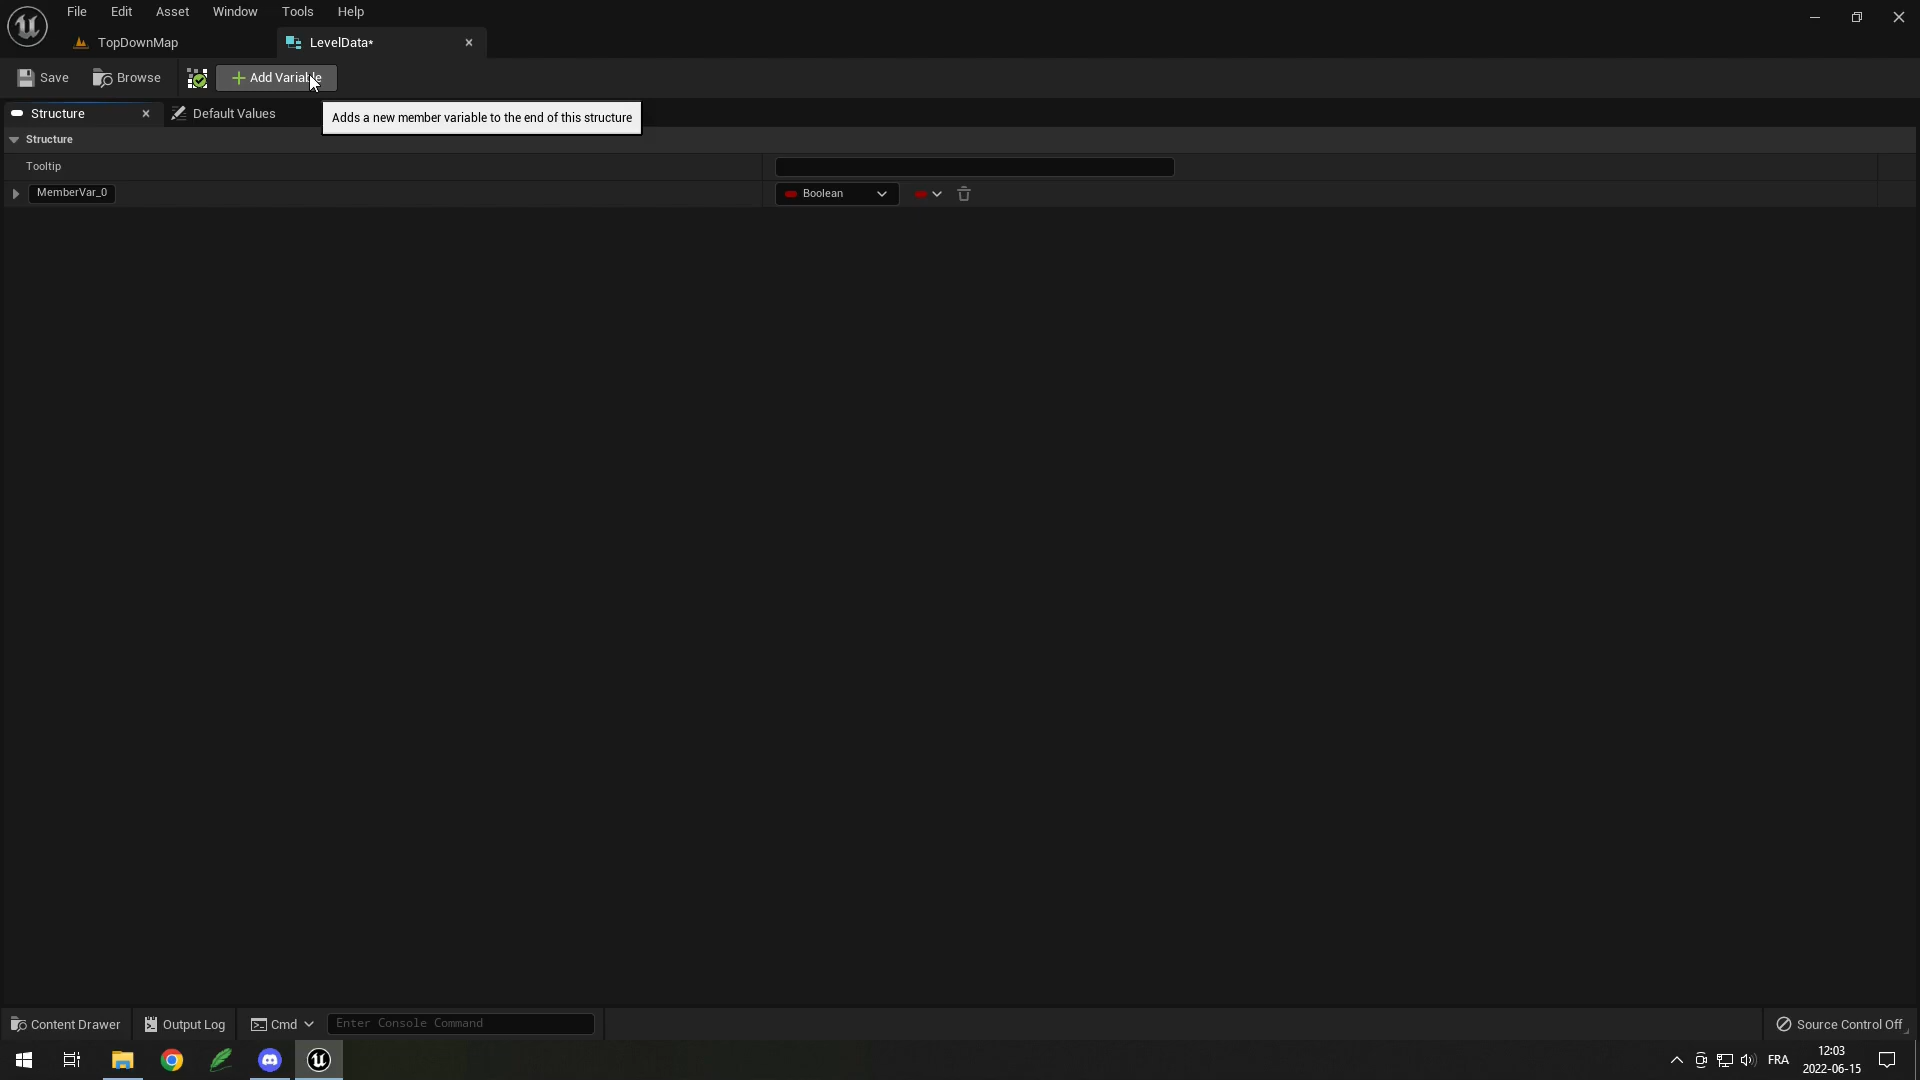 File Edit Asset Window Tools Help
TopDownMap LevelData*
Save Browse Add Variable
Structure Default Values
Adds a new member variable to the end of this structure
Structure
Tooltip
MemberVar_0 Boolean
Content Drawer Output Log Cmd Enter Console Command Source Control Off
FRA 12:03
2022-06-15